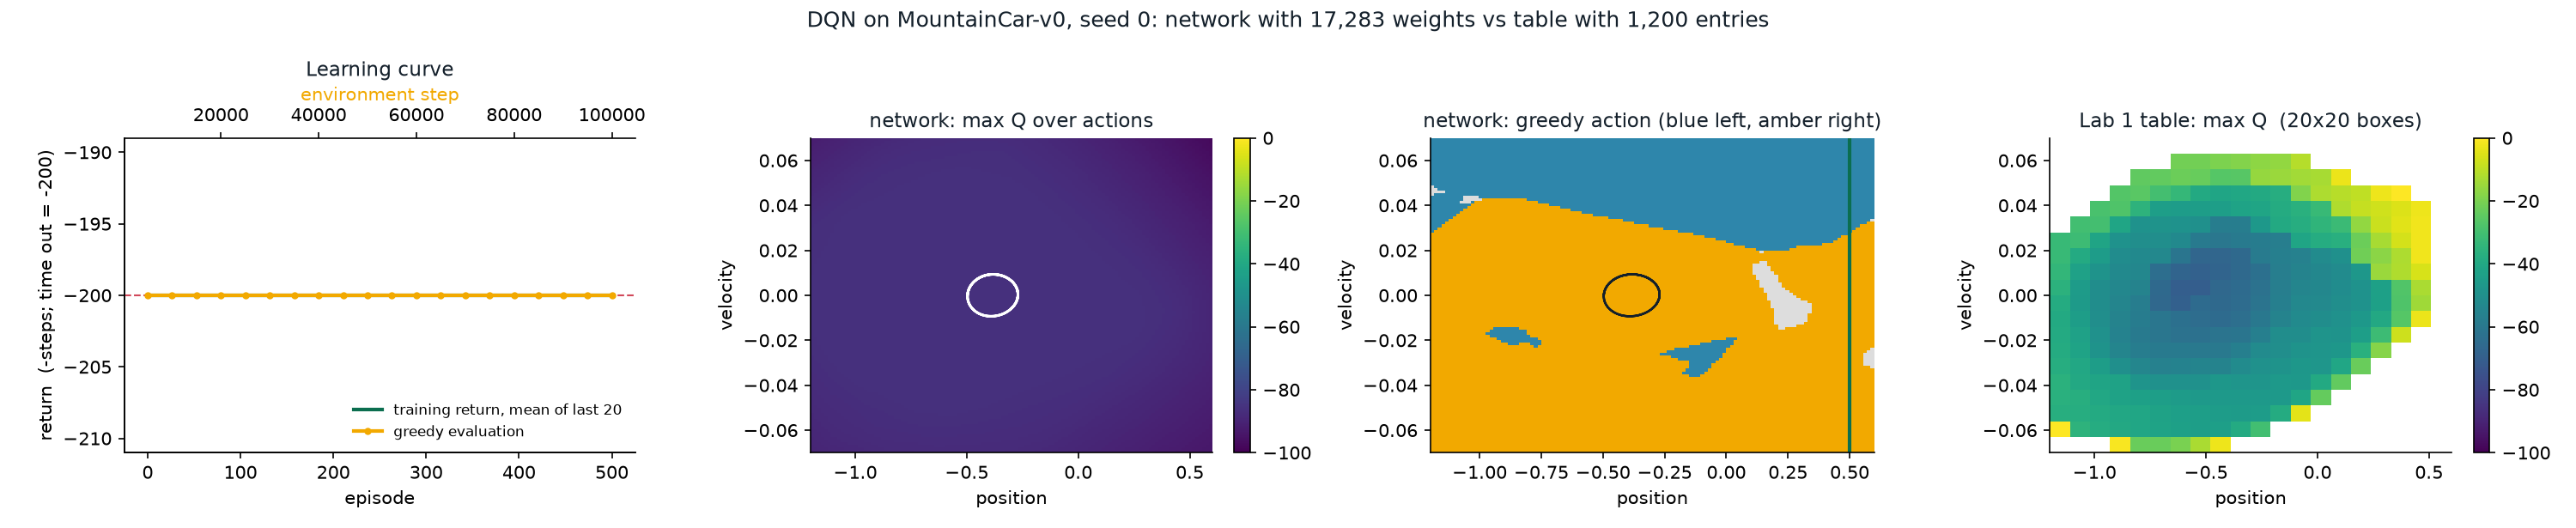 DQN on MountainCar-v0, seed 0: network with 17,283 weights vs table with 1,200 entries
Learning curve
environment step
20000 40000 60000 80000 100000
−190
−195
−200
−205
−210
return (-steps; time out = -200)
training return, mean of last 20
greedy evaluation
0 100 200 300 400 500
episode
network: max Q over actions
0.06
0.04
0.02
0.00
−0.02
−0.04
−0.06
velocity
−1.0 −0.5 0.0 0.5
position
0
−20
−40
−60
−80
−100
network: greedy action (blue left, amber right)
0.06
0.04
0.02
0.00
−0.02
−0.04
−0.06
velocity
−1.00 −0.75 −0.50 −0.25 0.00 0.25 0.50
position
Lab 1 table: max Q (20x20 boxes)
0.06
0.04
0.02
0.00
−0.02
−0.04
−0.06
velocity
−1.0 −0.5 0.0 0.5
position
0
−20
−40
−60
−80
−100